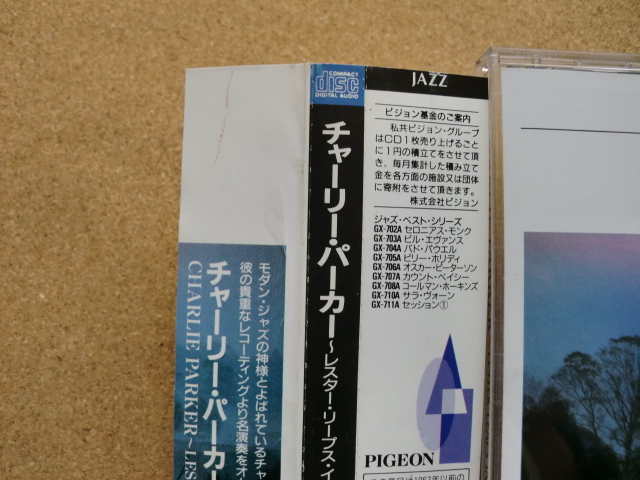 モダン・ジャズの神様とよばれているチャ
彼の貴重なレコーディングより名演奏をオ
チャーリー・パーカー
CHARLIE PARKER~LES
COMPACT
disc
DIGITAL AUDIO
チャーリー・パーカー～レスター・リープス・イ
JAZZ
ピジョン基金のご案内
私共ピジョン・グループ
はCD1枚売り上げるごと
に1円の積立てをさせて頂
き、毎月集計した積み立て
金を各方面の施設又は団体
に寄附をさせて頂きます。
株式会社ピジョン
ジャズ・ベスト・シリーズ
GX-702A セロニアス・モンク
GX-703A ビル・エヴァンス
GX-704A バド・パウエル
GX-705A ビリー・ホリディ
GX-706A オスカー・ピーターソン
GX-707A カウント・ベイシー
GX-708A コールマン・ホーキンズ
GX-710A サラ・ヴォーン
GX-711A セッション①
PIGEON